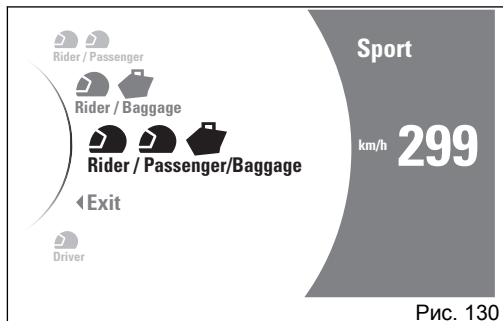 Rider / Passenger
Rider / Baggage
Rider / Passenger/Baggage
Exit
Driver
Sport
km/h 299
Рис. 130